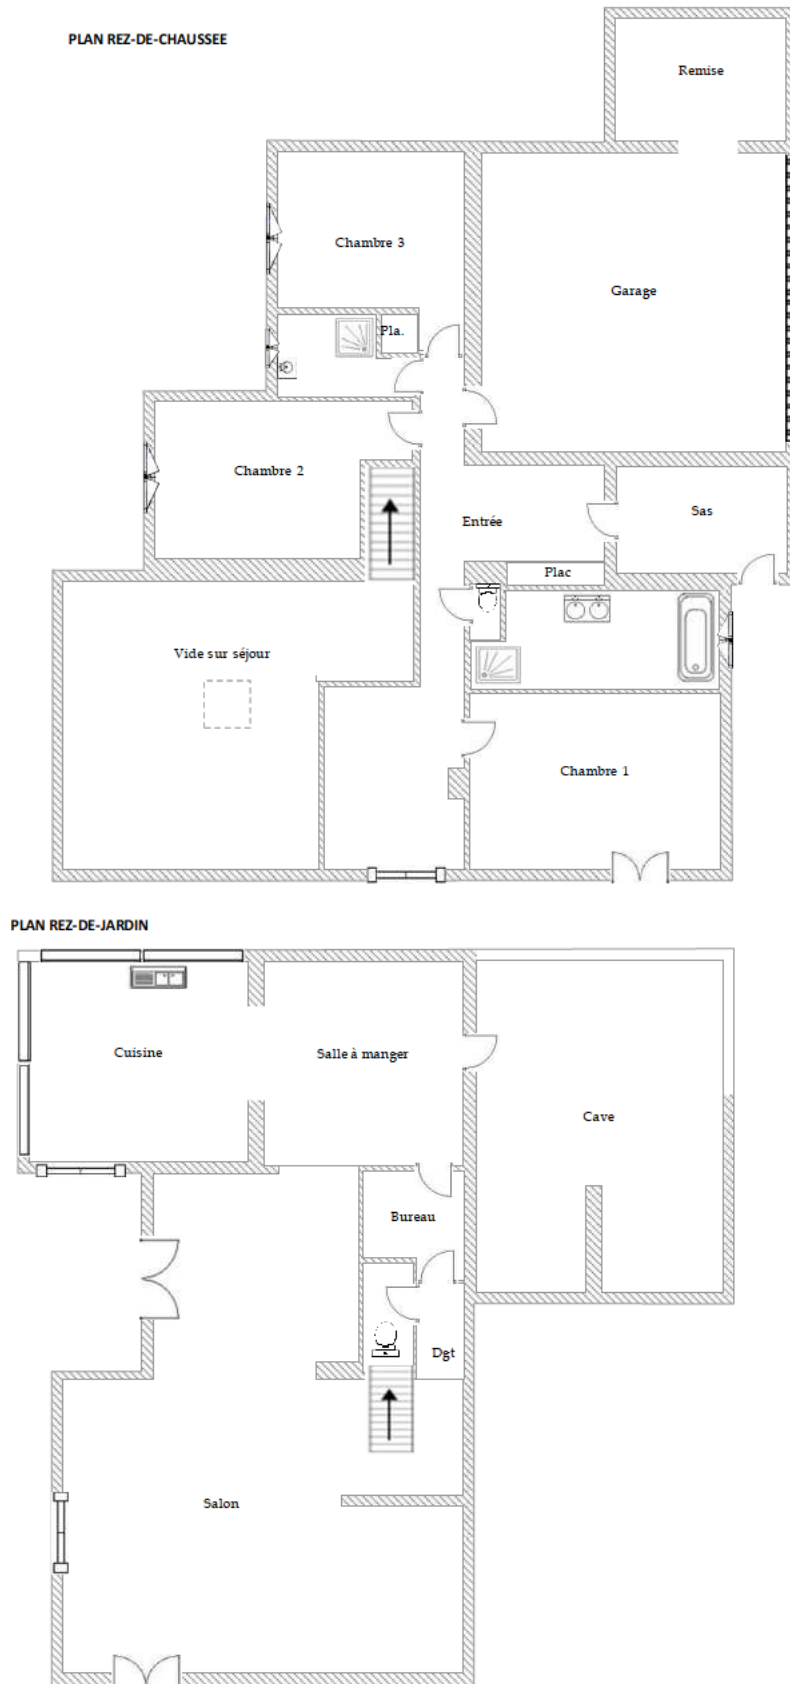 PLAN REZ-DE-CHAUSSEE
Remise
Chambre 3
Garage
Pla.
Chambre 2
Sas
Entrée
Plac
Vide sur séjour
Chambre 1
PLAN REZ-DE-JARDIN
Cuisine
Salle à manger
Cave
Bureau
Dgt
Salon